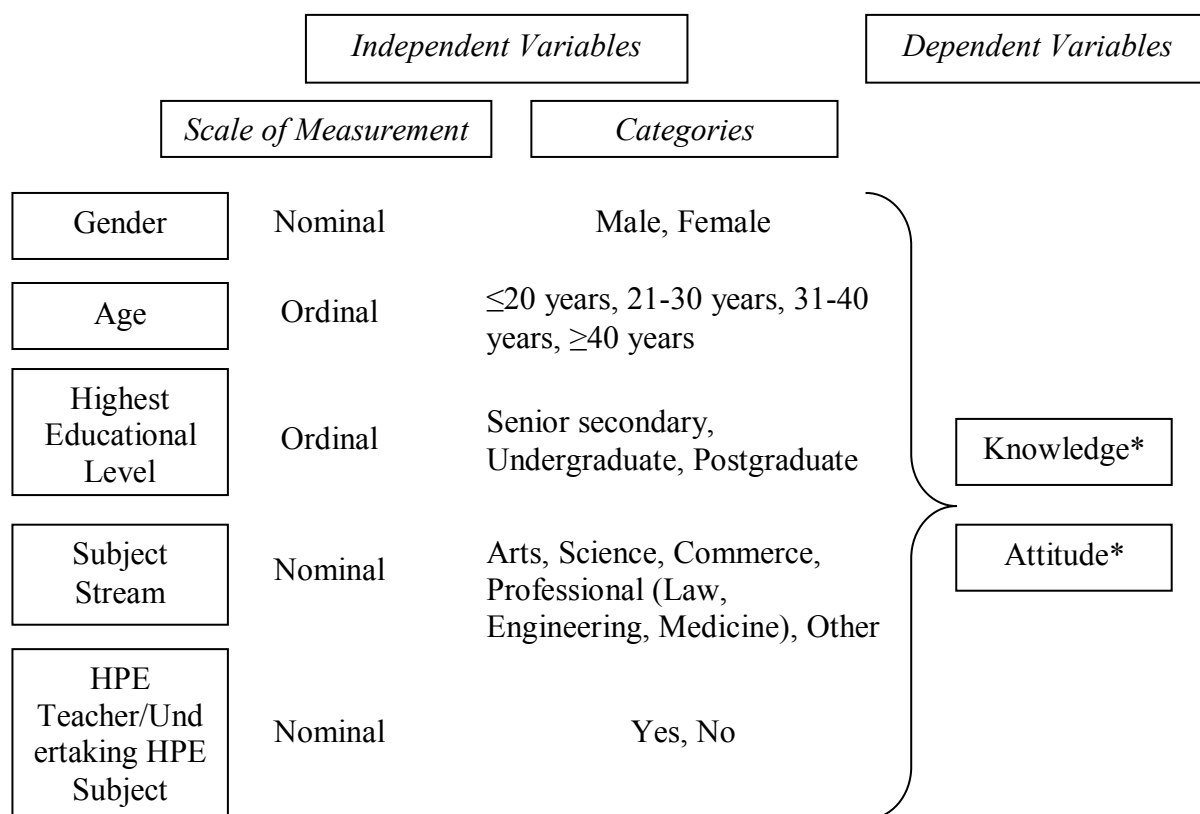 Independent Variables
Dependent Variables
Scale of Measurement
Categories
Gender
Nominal
Male, Female
Age
Ordinal
≤20 years, 21-30 years, 31-40
years, ≥40 years
Highest
Educational
Level
Ordinal
Senior secondary,
Undergraduate, Postgraduate
Subject
Stream
Nominal
Arts, Science, Commerce,
Professional (Law,
Engineering, Medicine), Other
HPE
Teacher/Und
ertaking HPE
Subject
Nominal
Yes, No
Knowledge*
Attitude*